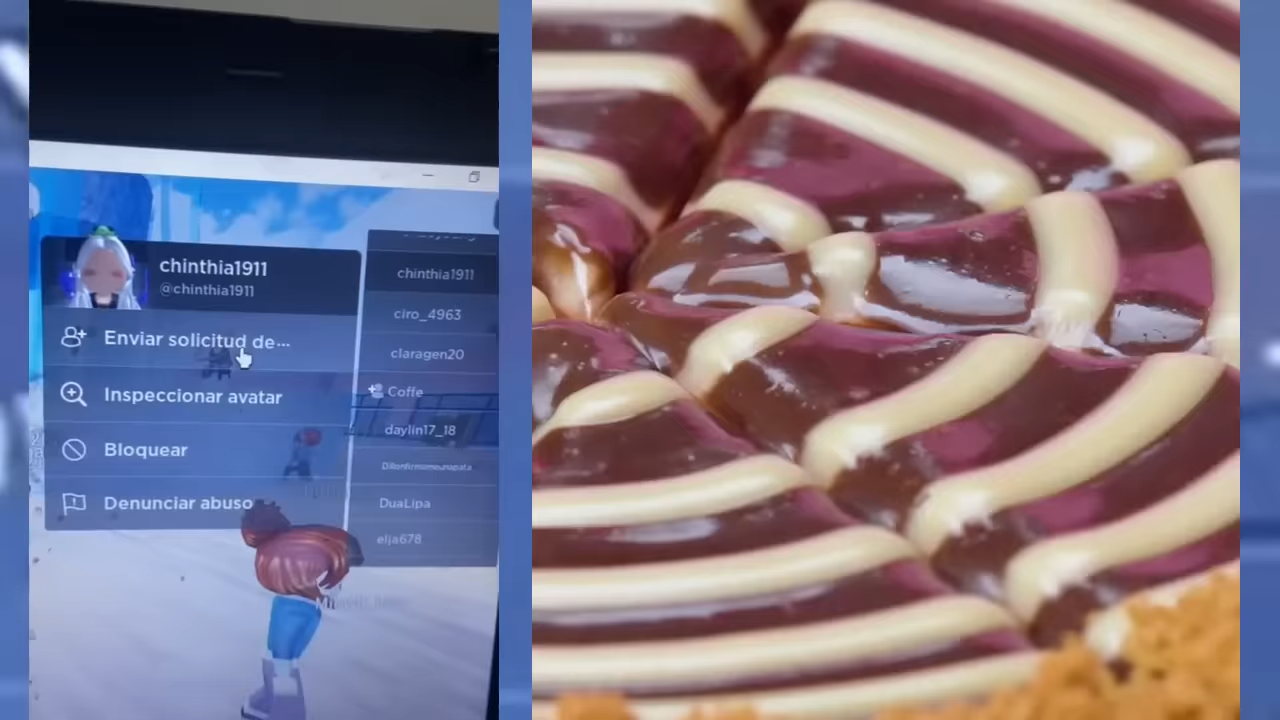 chinthia1911
@chinthia1911
Enviar solicitud de...
Inspeccionar avatar
Bloquear
Denunciar abuso
chinthia1911
ciro_4963
claragen20
Coffe
daylin17_18
DuaLipa
elja678